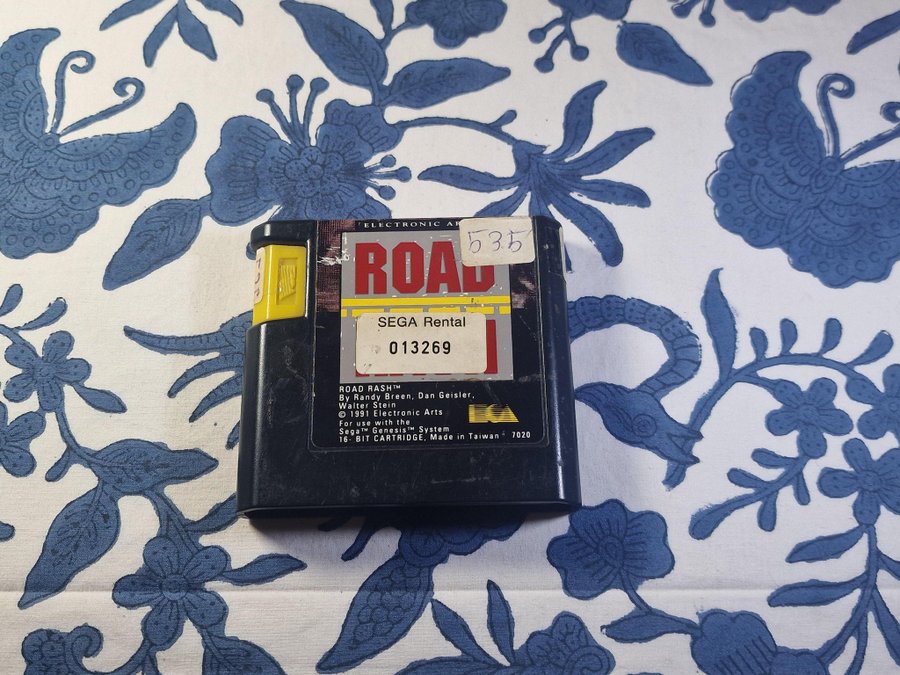 ELECTRONIC AR
535
ROAD
SEGA Rental
013269
ROAD RASH™
By Randy Breen, Dan Geisler,
Walter Stein
© 1991 Electronic Arts
For use with the
Sega™ Genesis™ System
16- BIT CARTRIDGE, Made in Taiwan 7020